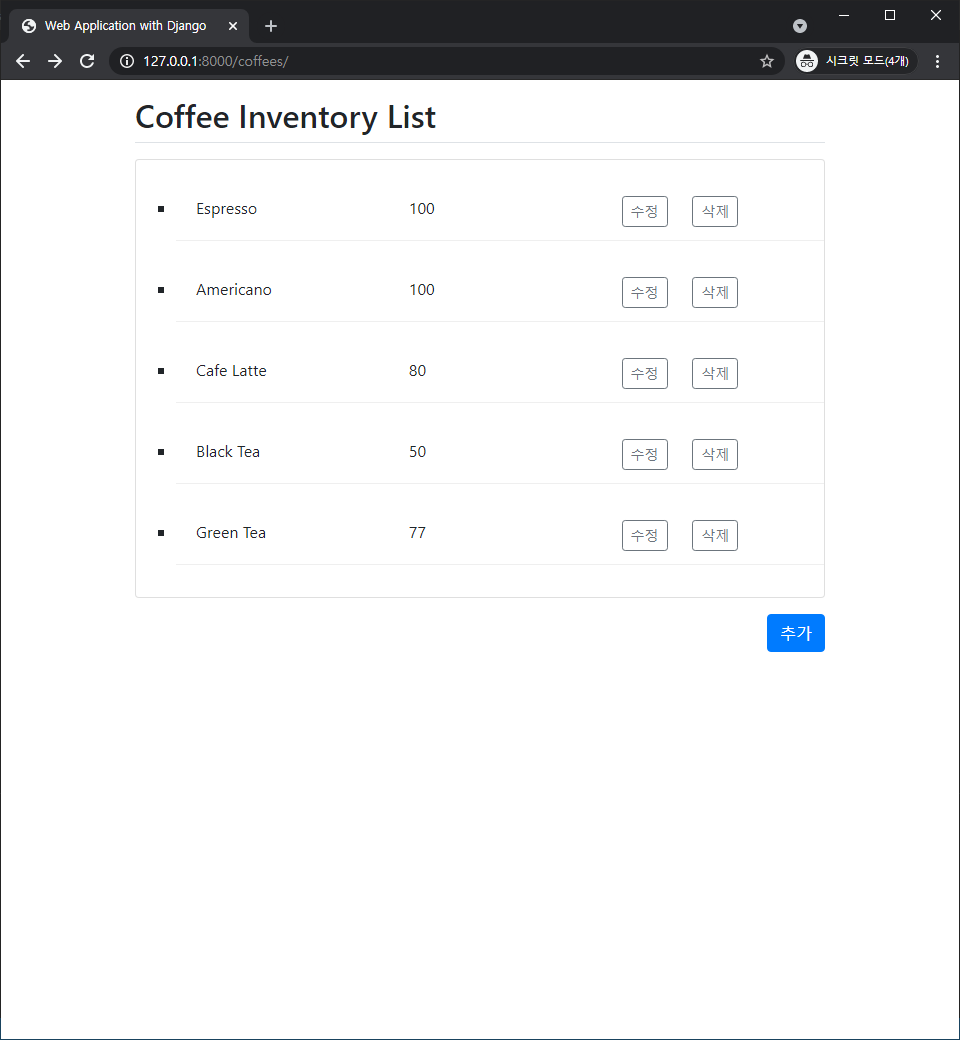 Web Application with Django
127.0.0.1:8000/coffees/
시크릿 모드(4개)
Coffee Inventory List
Espresso 100 수정 삭제
Americano 100 수정 삭제
Cafe Latte 80 수정 삭제
Black Tea 50 수정 삭제
Green Tea 77 수정 삭제
추가